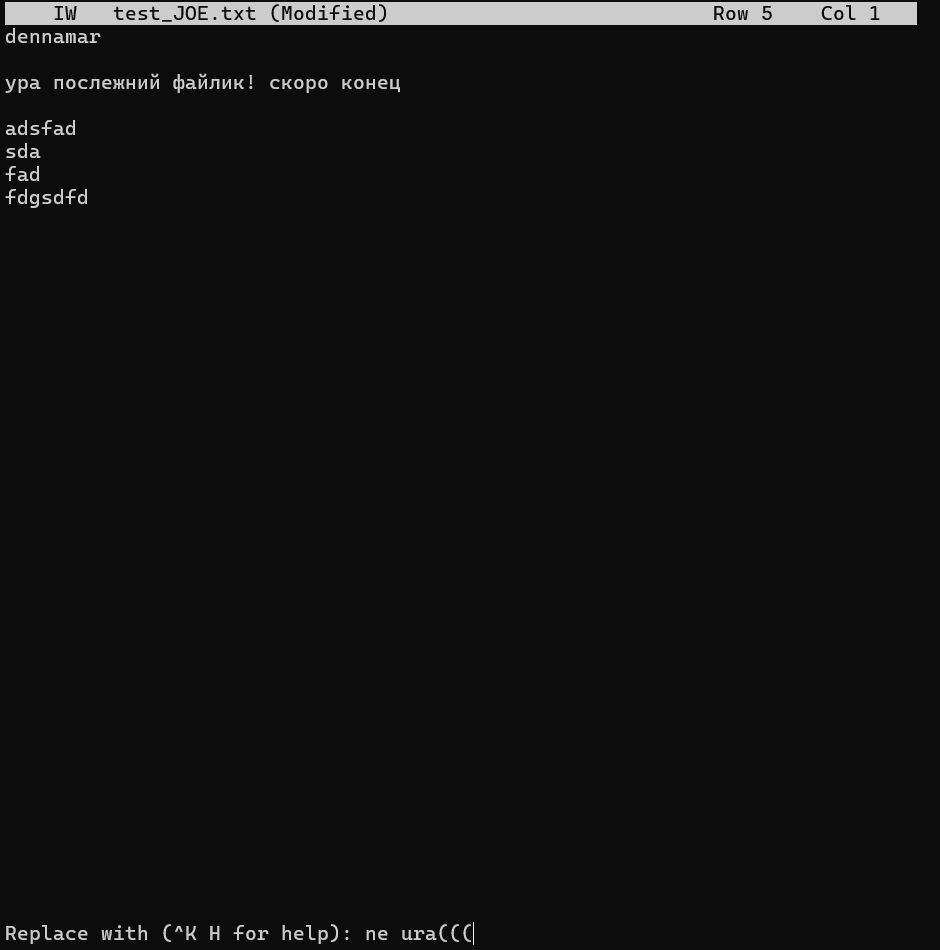 IW test_JOE.txt (Modified) Row 5 Col 1
dennamar
ура послежний файлик! скоро конец
adsfad
sda
fad
fdgsdfd
Replace with (^K H for help): ne ura(((